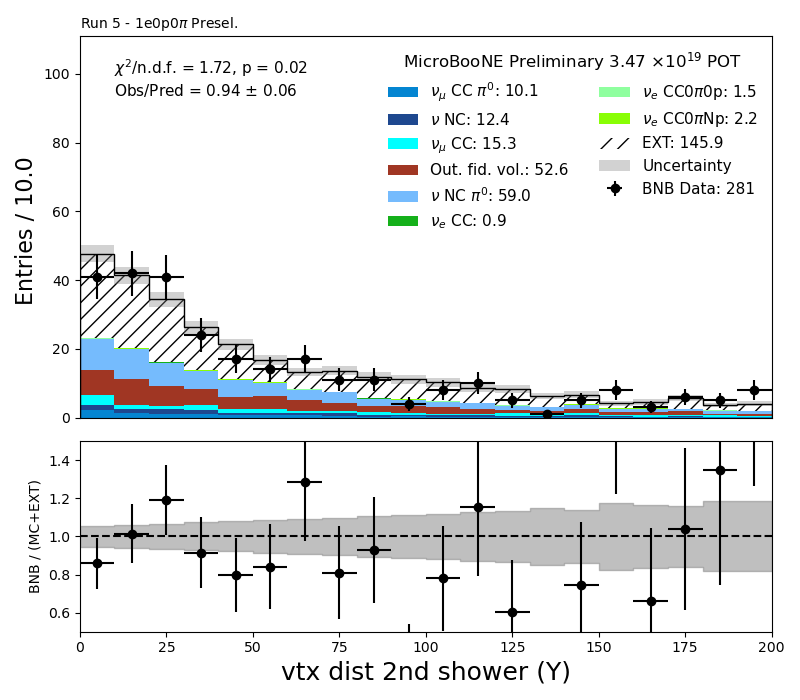 Run 5 - 1e0p0π Presel.
χ²/n.d.f. = 1.72, p = 0.02
Obs/Pred = 0.94 ± 0.06
MicroBooNE Preliminary 3.47 ×10¹⁹ POT
ν_μ CC π⁰: 10.1
ν NC: 12.4
ν_μ CC: 15.3
Out. fid. vol.: 52.6
ν NC π⁰: 59.0
ν_e CC: 0.9
ν_e CC0π0p: 1.5
ν_e CC0πNp: 2.2
EXT: 145.9
Uncertainty
BNB Data: 281
Entries / 10.0
100
80
60
40
20
0
BNB / (MC+EXT)
1.4
1.2
1.0
0.8
0.6
0 25 50 75 100 125 150 175 200
vtx dist 2nd shower (Y)